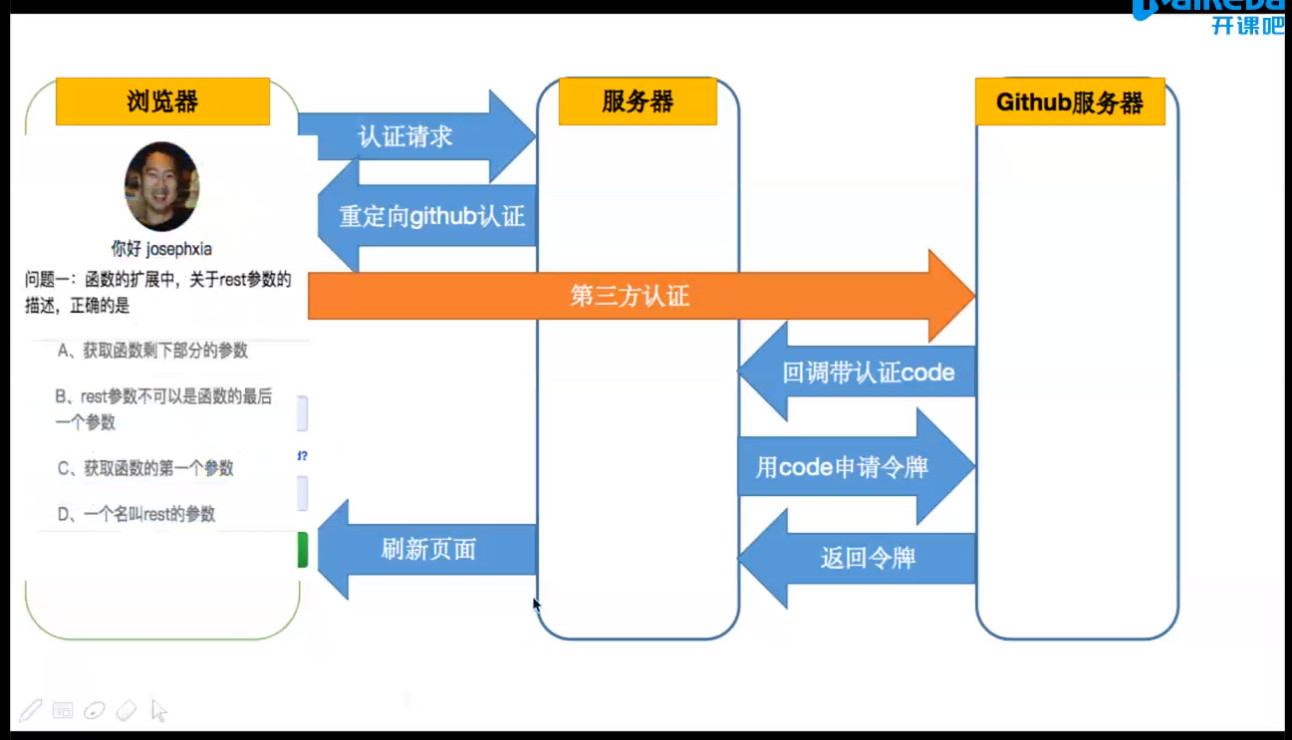 开课吧
浏览器
服务器
Github服务器
认证请求
重定向github认证
你好 josephxia
问题一：函数的扩展中，关于rest参数的
描述，正确的是
第三方认证
A、获取函数剩下部分的参数
回调带认证code
B、rest参数不可以是函数的最后
一个参数
d?
C、获取函数的第一个参数
用code申请令牌
D、一个名叫rest的参数
刷新页面
返回令牌